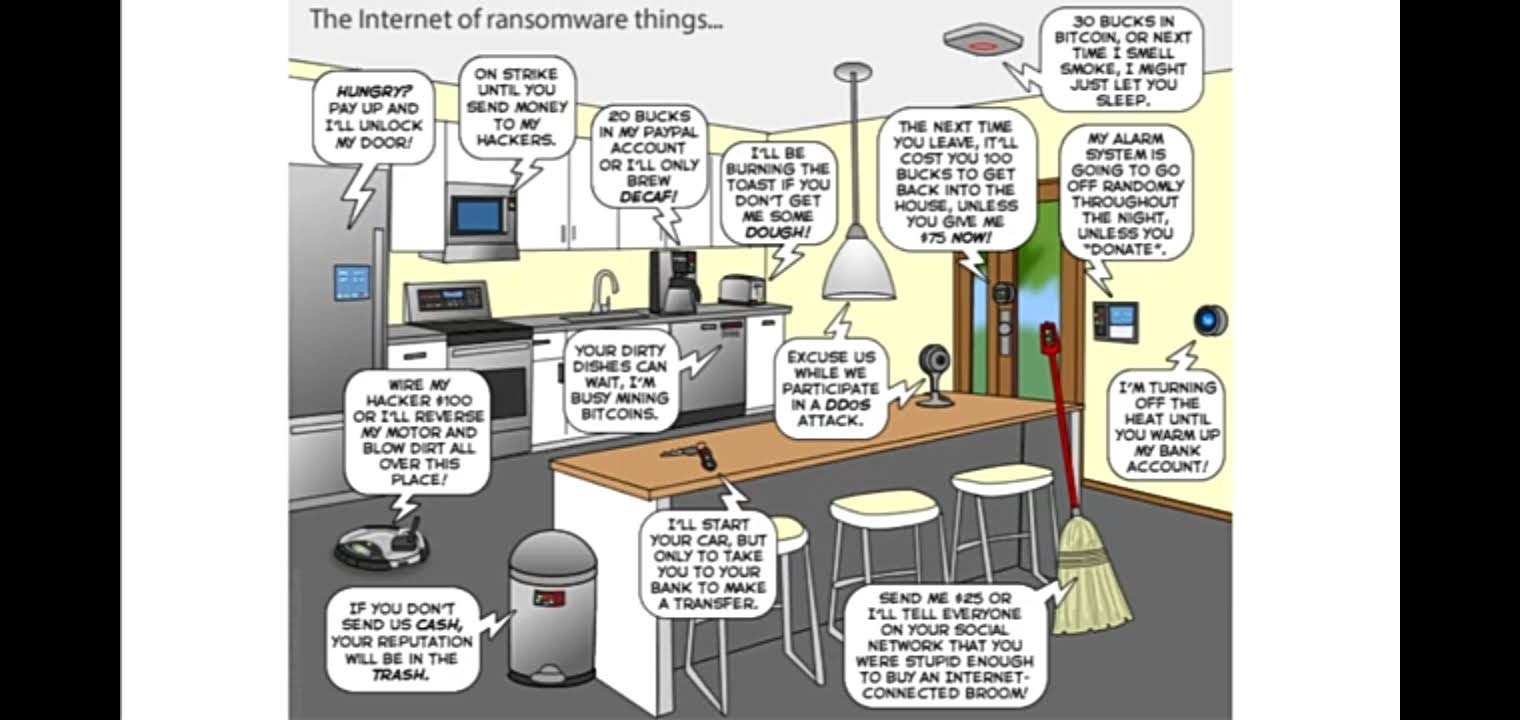 The Internet of ransomware things...
HUNGRY?
PAY UP AND
I'LL UNLOCK
MY DOOR!
ON STRIKE
UNTIL YOU
SEND MONEY
TO MY
HACKERS.
20 BUCKS
IN MY PAYPAL
ACCOUNT
OR I'LL ONLY
BREW
DECAF!
I'LL BE
BURNING THE
TOAST IF YOU
DON'T GET
ME SOME
DOUGH!
THE NEXT TIME
YOU LEAVE, IT'LL
COST YOU 100
BUCKS TO GET
BACK INTO THE
HOUSE, UNLESS
YOU GIVE ME
$75 NOW!
30 BUCKS IN
BITCOIN, OR NEXT
TIME I SMELL
SMOKE, I MIGHT
JUST LET YOU
SLEEP.
MY ALARM
SYSTEM IS
GOING TO GO
OFF RANDOMLY
THROUGHOUT
THE NIGHT,
UNLESS YOU
"DONATE".
WIRE MY
HACKER $100
OR I'LL REVERSE
MY MOTOR AND
BLOW DIRT ALL
OVER THIS
PLACE!
YOUR DIRTY
DISHES CAN
WAIT, I'M
BUSY MINING
BITCOINS.
EXCUSE US
WHILE WE
PARTICIPATE
IN A DDOS
ATTACK.
I'M TURNING
OFF THE
HEAT UNTIL
YOU WARM UP
MY BANK
ACCOUNT!
IF YOU DON'T
SEND US CASH,
YOUR REPUTATION
WILL BE IN THE
TRASH.
I'LL START
YOUR CAR, BUT
ONLY TO TAKE
YOU TO YOUR
BANK TO MAKE
A TRANSFER.
SEND ME $25 OR
I'LL TELL EVERYONE
ON YOUR SOCIAL
NETWORK THAT YOU
WERE STUPID ENOUGH
TO BUY AN INTERNET-
CONNECTED BROOM!